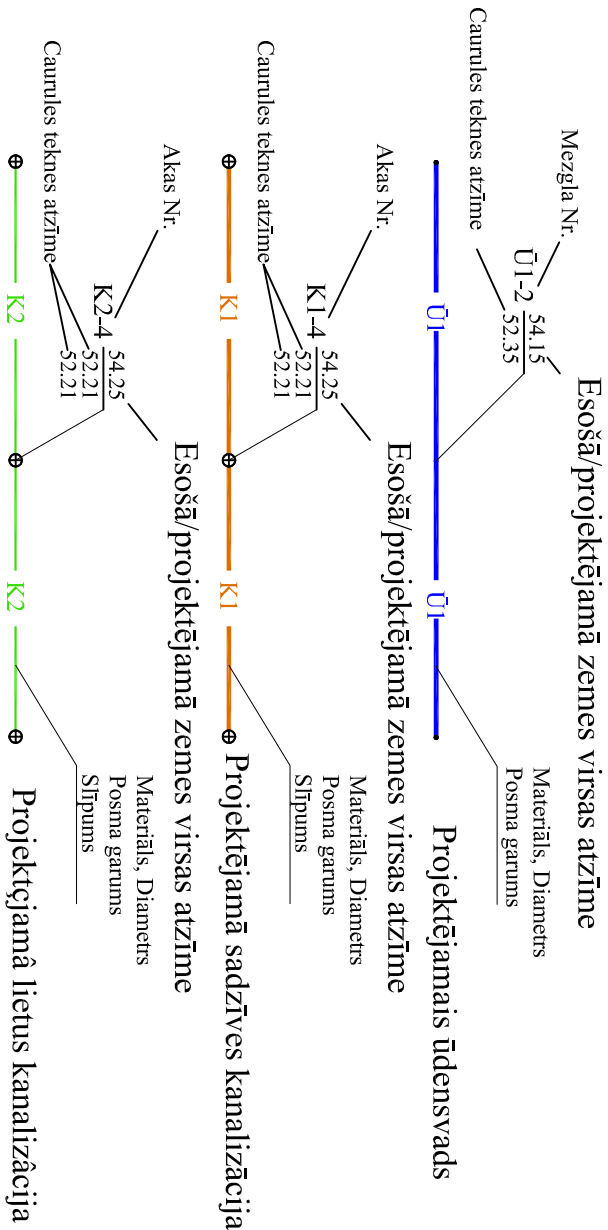 Esošā/projektējamā zemes virsas atzīme
Mezgla Nr.
Ū1-2
54.15
52.35
Caurules teknes atzīme
Ū1
Ū1
Materiāls, Diametrs
Posma garums
Projektējamais ūdensvads
Esošā/projektējamā zemes virsas atzīme
Akas Nr.
K1-4
54.25
52.21
52.21
Caurules teknes atzīme
K1
K1
Materiāls, Diametrs
Posma garums
Slīpums
Projektējamā sadzīves kanalizācija
Esošā/projektējamā zemes virsas atzīme
Akas Nr.
K2-4
54.25
52.21
52.21
Caurules teknes atzīme
K2
K2
Materiāls, Diametrs
Posma garums
Slīpums
Projektçjamâ lietus kanalizâcija